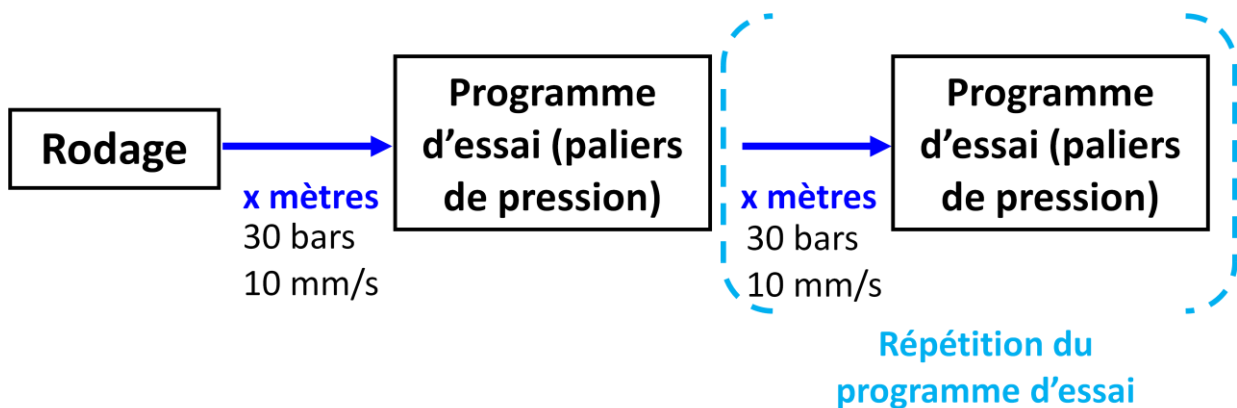 Rodage
x mètres
30 bars
10 mm/s
Programme
d’essai (paliers
de pression)
x mètres
30 bars
10 mm/s
Programme
d’essai (paliers
de pression)
Répétition du
programme d’essai